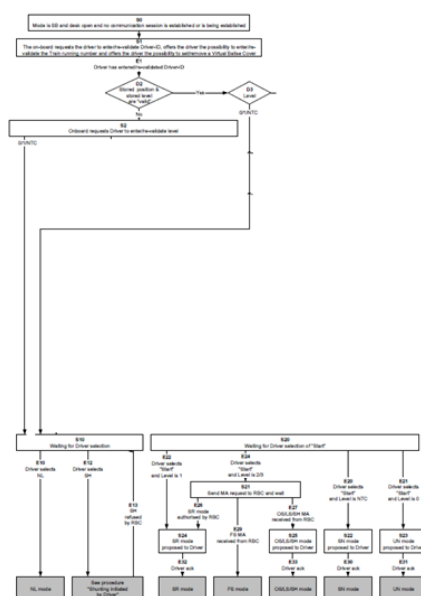 S0
Mode is SB and desk open and no communication session is established or is being established
S1
The on-board requests the driver to enter/re-validate Driver-ID, offers the driver the possibility to enter/re-
validate the Train running number and offers the driver the possibility to set/remove a Virtual Balise Cover
E1
Driver has entered/re-validated Driver-ID
D2
Stored position &
stored level
are "valid"
Yes
D3
Level
No
0/1/NTC
S2
Onboard requests Driver to enter/re-validate level
0/1/NTC
S10
Waiting for Driver selection
S20
Waiting for Driver selection of "Start"
Driver selects
NL
E12
Driver selects
SH
E13
SH
refused
by RBC
E22
Driver selects
"Start"
and Level is 1
E24
Driver selects
"Start"
and Level is 2/3
Driver selects
"Start"
and Level is NTC
E21
Driver selects
"Start"
and Level is 0
S21
Send MA request to RBC and wait
E26
SR mode
authorised by RBC
E27
OS/LS/SH MA
received from RBC
E29
FS MA
received from RBC
S24
SR mode
proposed to Driver
S25
OS/LS/SH mode
proposed to Driver
S22
SN mode
proposed to Driver
S23
UN mode
proposed to Driver
E32
Driver ack
E33
Driver ack
E30
Driver ack
E31
Driver ack
NL mode
See procedure
"Shunting initiated
by Driver"
SR mode
FS mode
OS/LS/SH mode
SN mode
UN mode